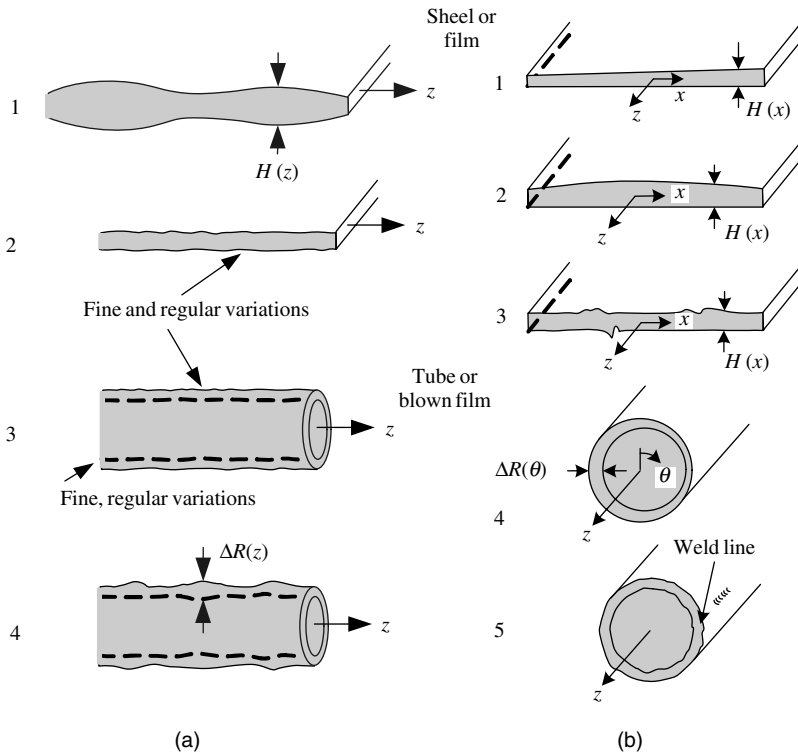 Sheel or
film
1
z
H (z)
2
z
Fine and regular variations
3
z
Fine, regular variations
ΔR(z)
4
z
(a)
Tube or
blown film
1
x
z
H (x)
2
x
z
H (x)
3
x
z
H (x)
ΔR(θ)
θ
4
z
Weld line
5
z
(b)